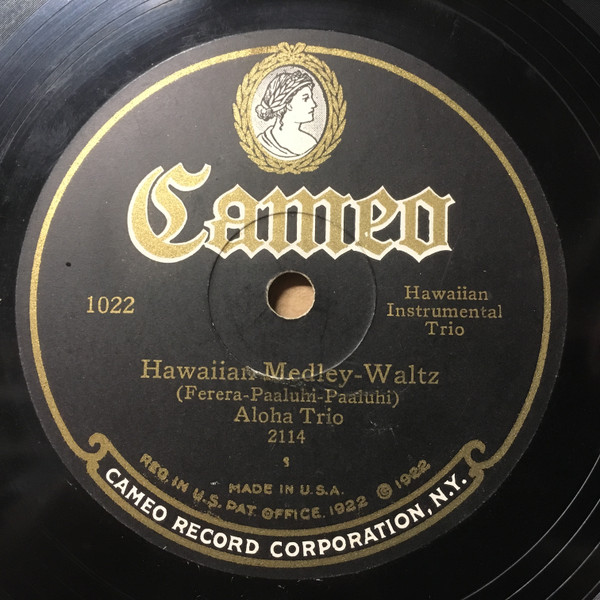 Cameo
1022
Hawaiian
Instrumental
Trio
Hawaiian Medley-Waltz
(Ferera-Paaluhi-Paaluhi)
Aloha Trio
2114
MADE IN U.S.A.
REG. IN U.S. PAT. OFFICE. 1922 © 1922
CAMEO RECORD CORPORATION, N.Y.